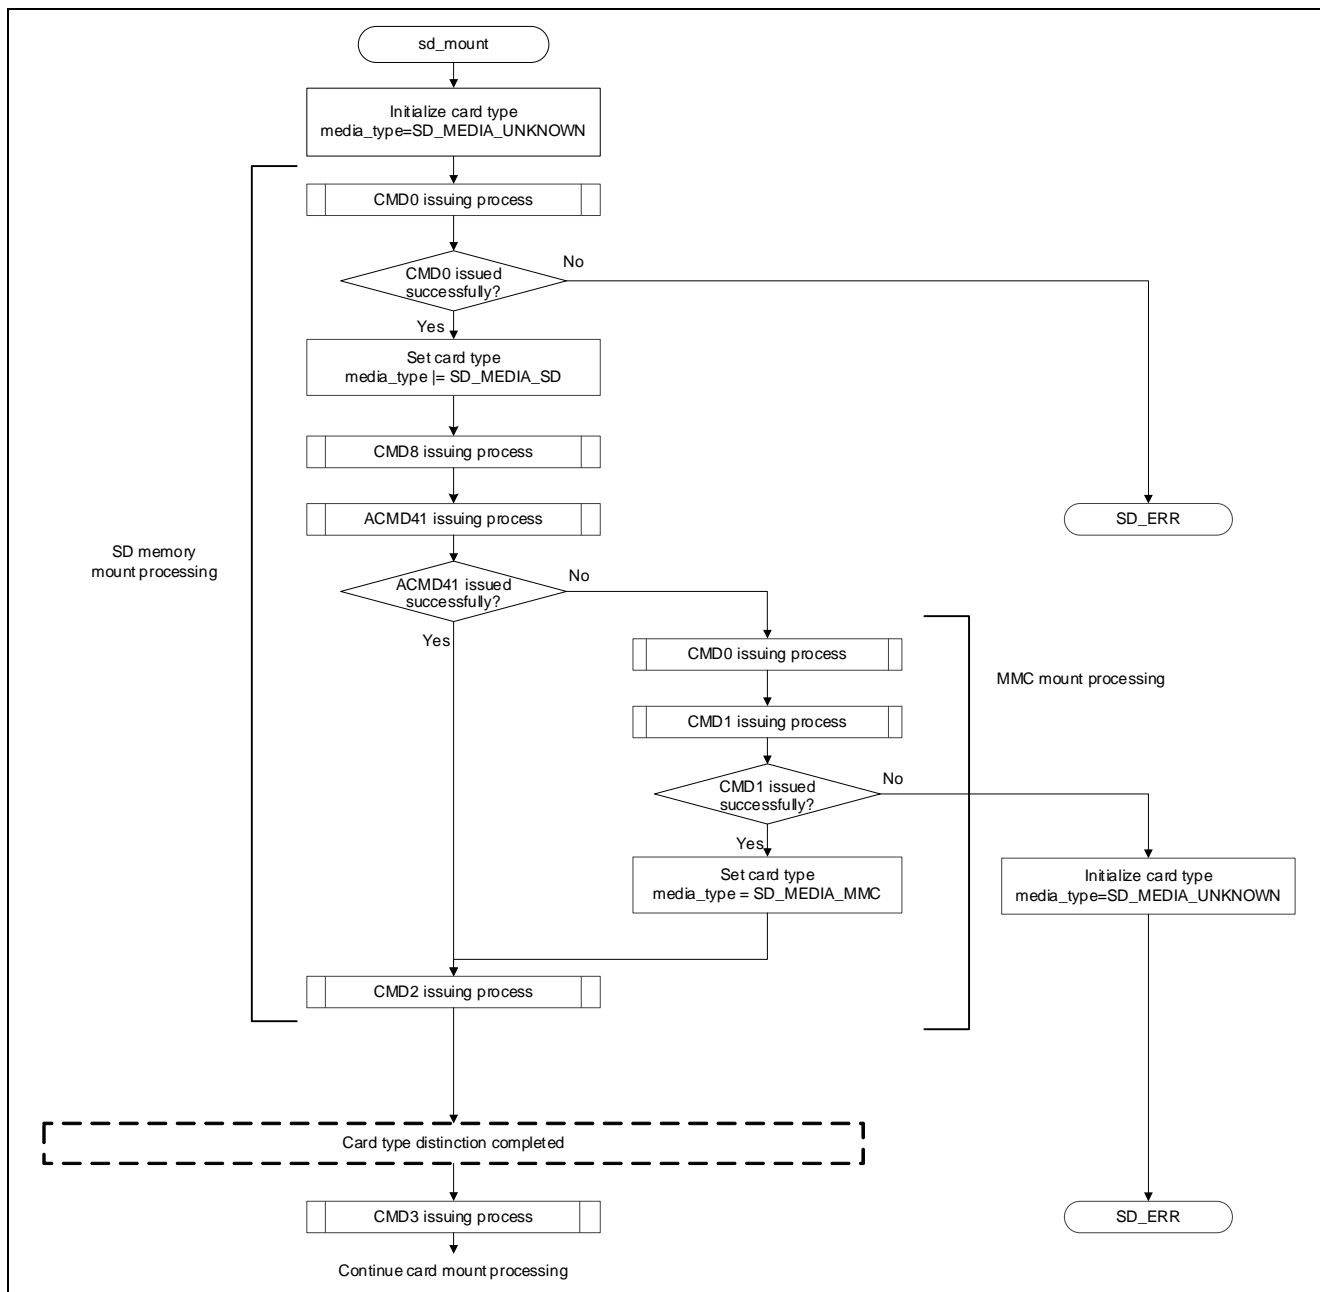 sd_mount
Initialize card type
media_type=SD_MEDIA_UNKNOWN
CMD0 issuing process
CMD0 issued
successfully?
No
Yes
Set card type
media_type |= SD_MEDIA_SD
CMD8 issuing process
ACMD41 issuing process
SD_ERR
SD memory
mount processing
ACMD41 issued
successfully?
No
Yes
CMD0 issuing process
MMC mount processing
CMD1 issuing process
CMD1 issued
successfully?
No
Yes
Set card type
media_type = SD_MEDIA_MMC
Initialize card type
media_type=SD_MEDIA_UNKNOWN
CMD2 issuing process
Card type distinction completed
CMD3 issuing process
SD_ERR
Continue card mount processing